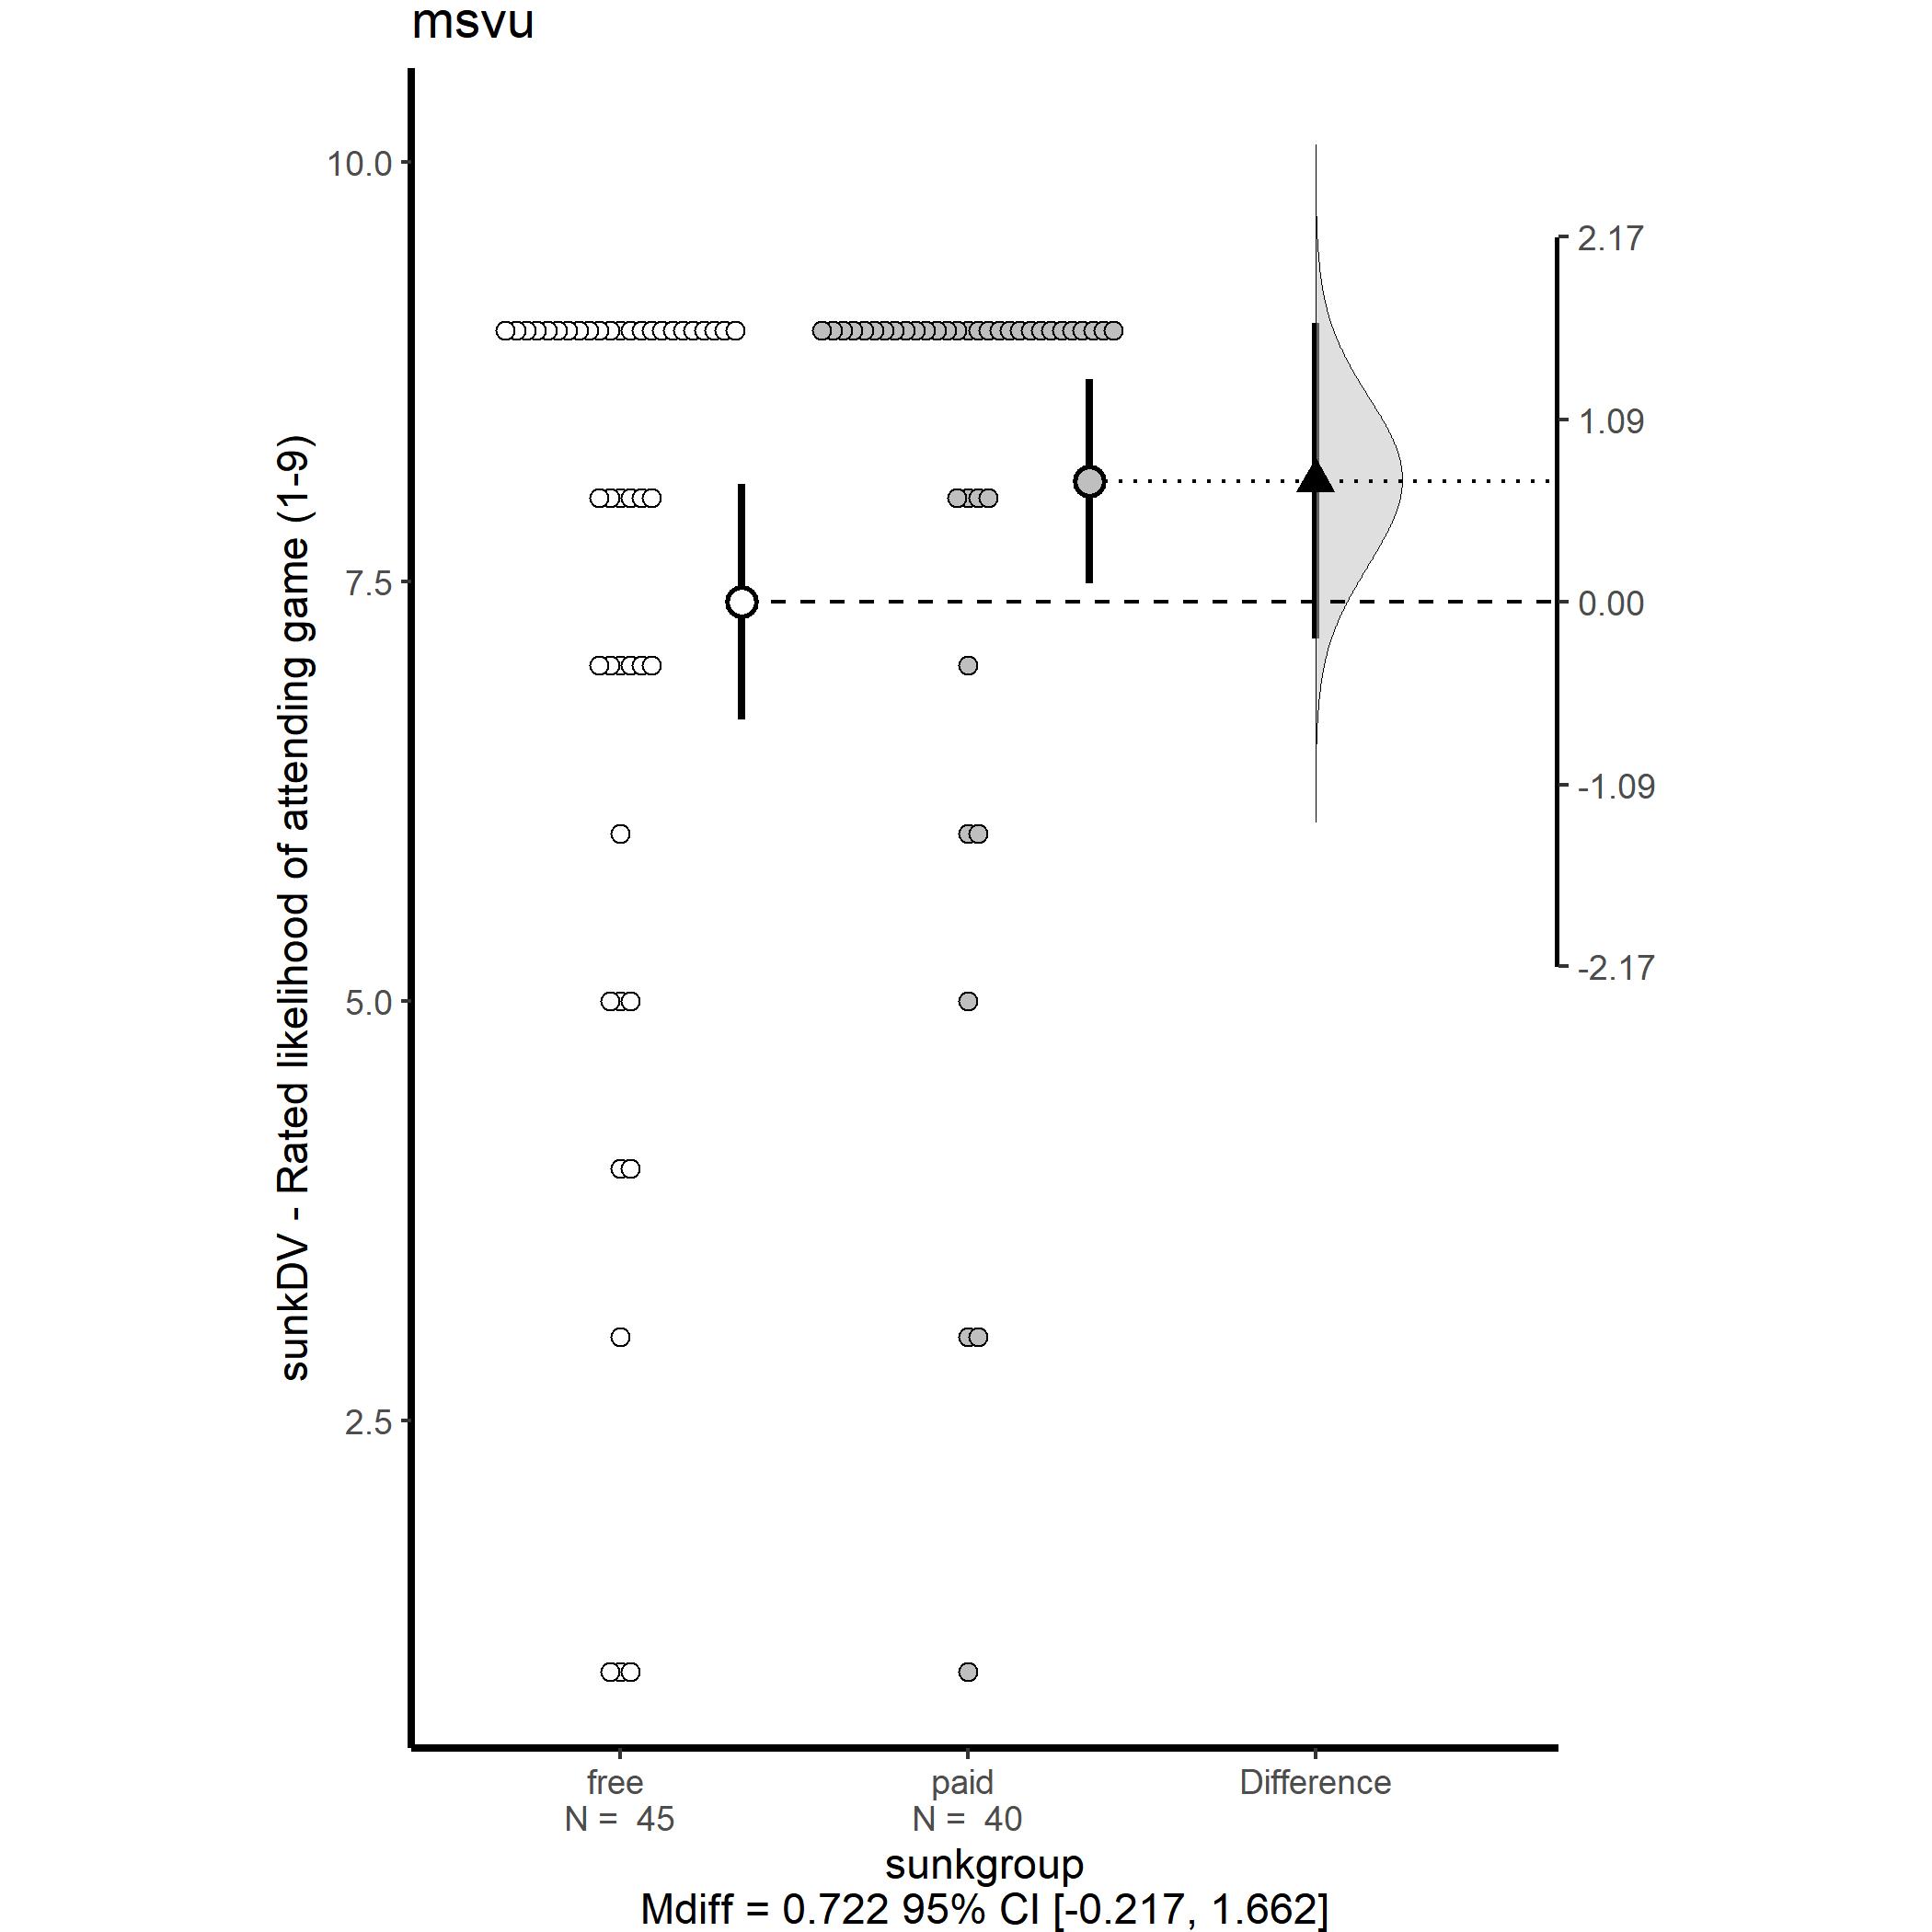 msvu
sunkDV - Rated likelihood of attending game (1-9)
10.0
7.5
5.0
2.5
2.17
1.09
0.00
-1.09
-2.17
free
N =  45
paid
N =  40
Difference
sunkgroup
Mdiff = 0.722 95% CI [-0.217, 1.662]